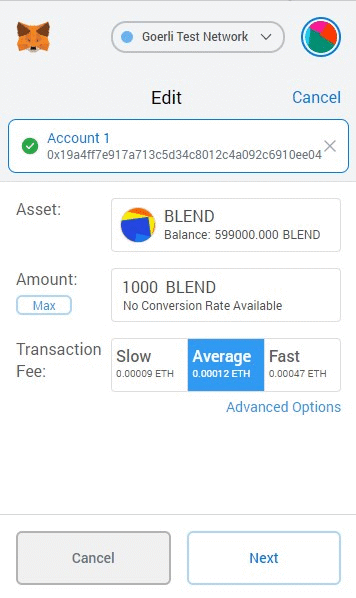 Goerli Test Network
Edit
Cancel
Account 1
0x19a4ff7e917a713c5d34c8012c4a092c6910ee04
Asset:
BLEND
Balance: 599000.000 BLEND
Amount:
Max
1000 BLEND
No Conversion Rate Available
Transaction Fee:
Slow
0.00009 ETH
Average
0.00012 ETH
Fast
0.00047 ETH
Advanced Options
Cancel
Next